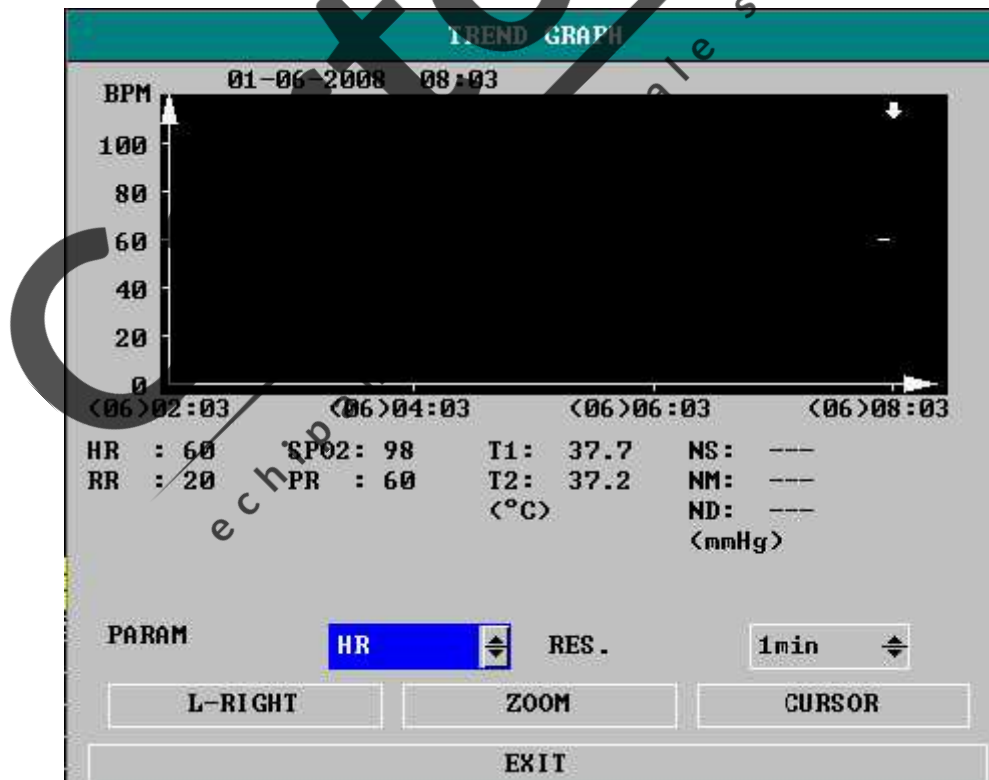 TREND GRAPH
01-06-2008 08:03
BPM
100
80
60
40
20
0
(06)02:03 (06)04:03 (06)06:03 (06)08:03
HR : 60 SPO2: 98 T1: 37.7 NS: ---
RR : 20 PR : 60 T2: 37.2 NM: ---
(°C) ND: ---
(mmHg)
PARAM HR RES. 1min
L-RIGHT ZOOM CURSOR
EXIT